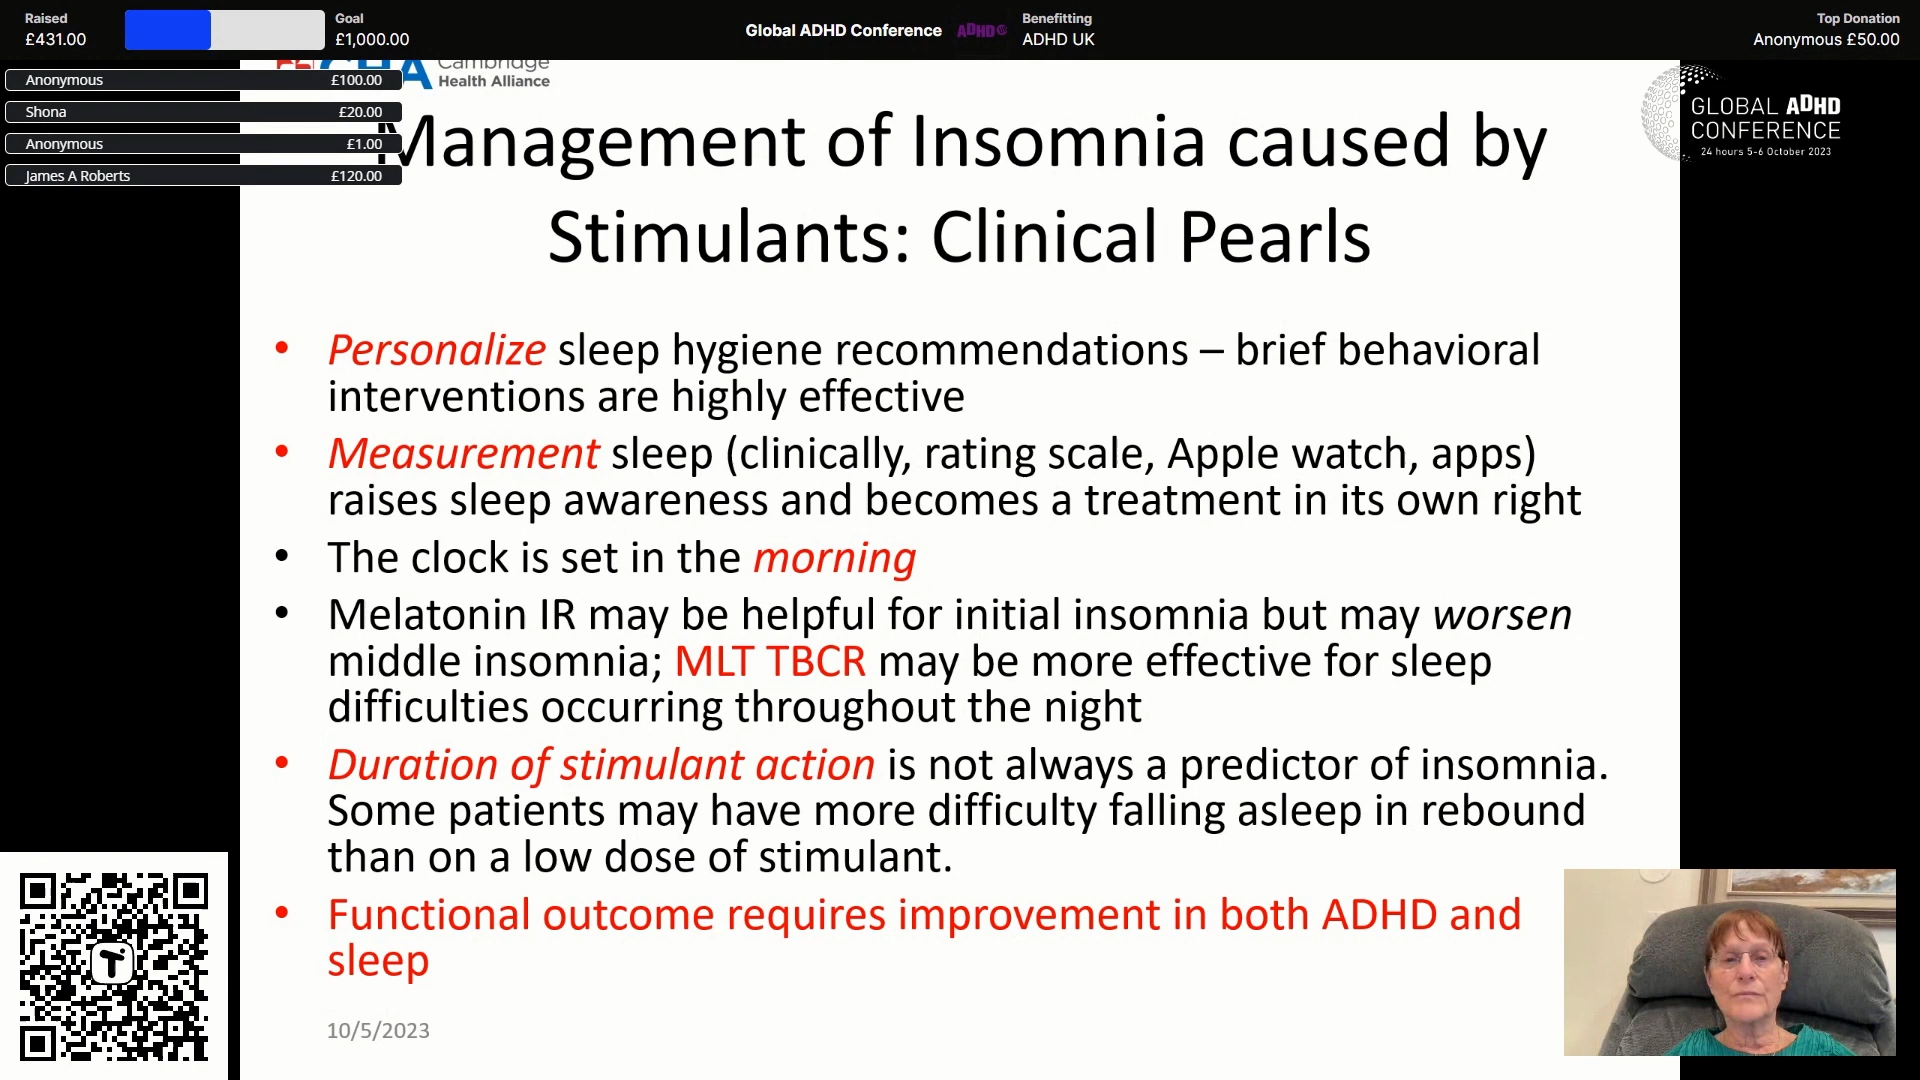 Raised
£431.00
Goal
£1,000.00
Global ADHD Conference
ADHD
Benefitting
ADHD UK
Top Donation
Anonymous £50.00
Anonymous £100.00
Shona £20.00
Anonymous £1.00
James A Roberts £120.00
Cambridge
Health Alliance
GLOBAL ADHD
CONFERENCE
24 hours 5-6 October 2023
Management of Insomnia caused by
Stimulants: Clinical Pearls
• Personalize sleep hygiene recommendations – brief behavioral
interventions are highly effective
• Measurement sleep (clinically, rating scale, Apple watch, apps)
raises sleep awareness and becomes a treatment in its own right
• The clock is set in the morning
• Melatonin IR may be helpful for initial insomnia but may worsen
middle insomnia; MLT TBCR may be more effective for sleep
difficulties occurring throughout the night
• Duration of stimulant action is not always a predictor of insomnia.
Some patients may have more difficulty falling asleep in rebound
than on a low dose of stimulant.
• Functional outcome requires improvement in both ADHD and
sleep
10/5/2023